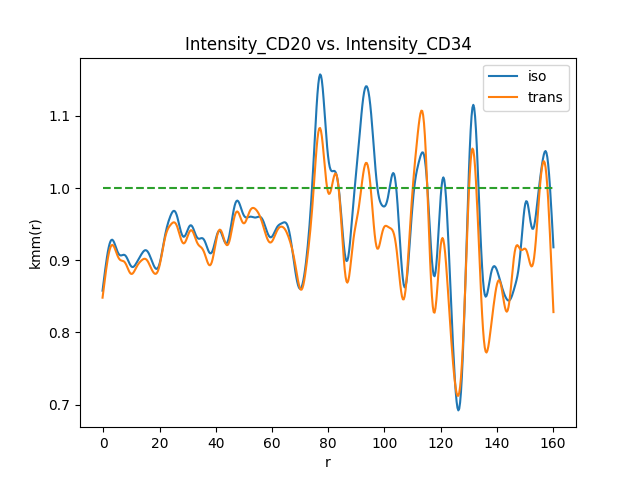 Intensity_CD20 vs. Intensity_CD34
iso
trans
1.1
1.0
0.9
0.8
0.7
kmm(r)
0 20 40 60 80 100 120 140 160
r